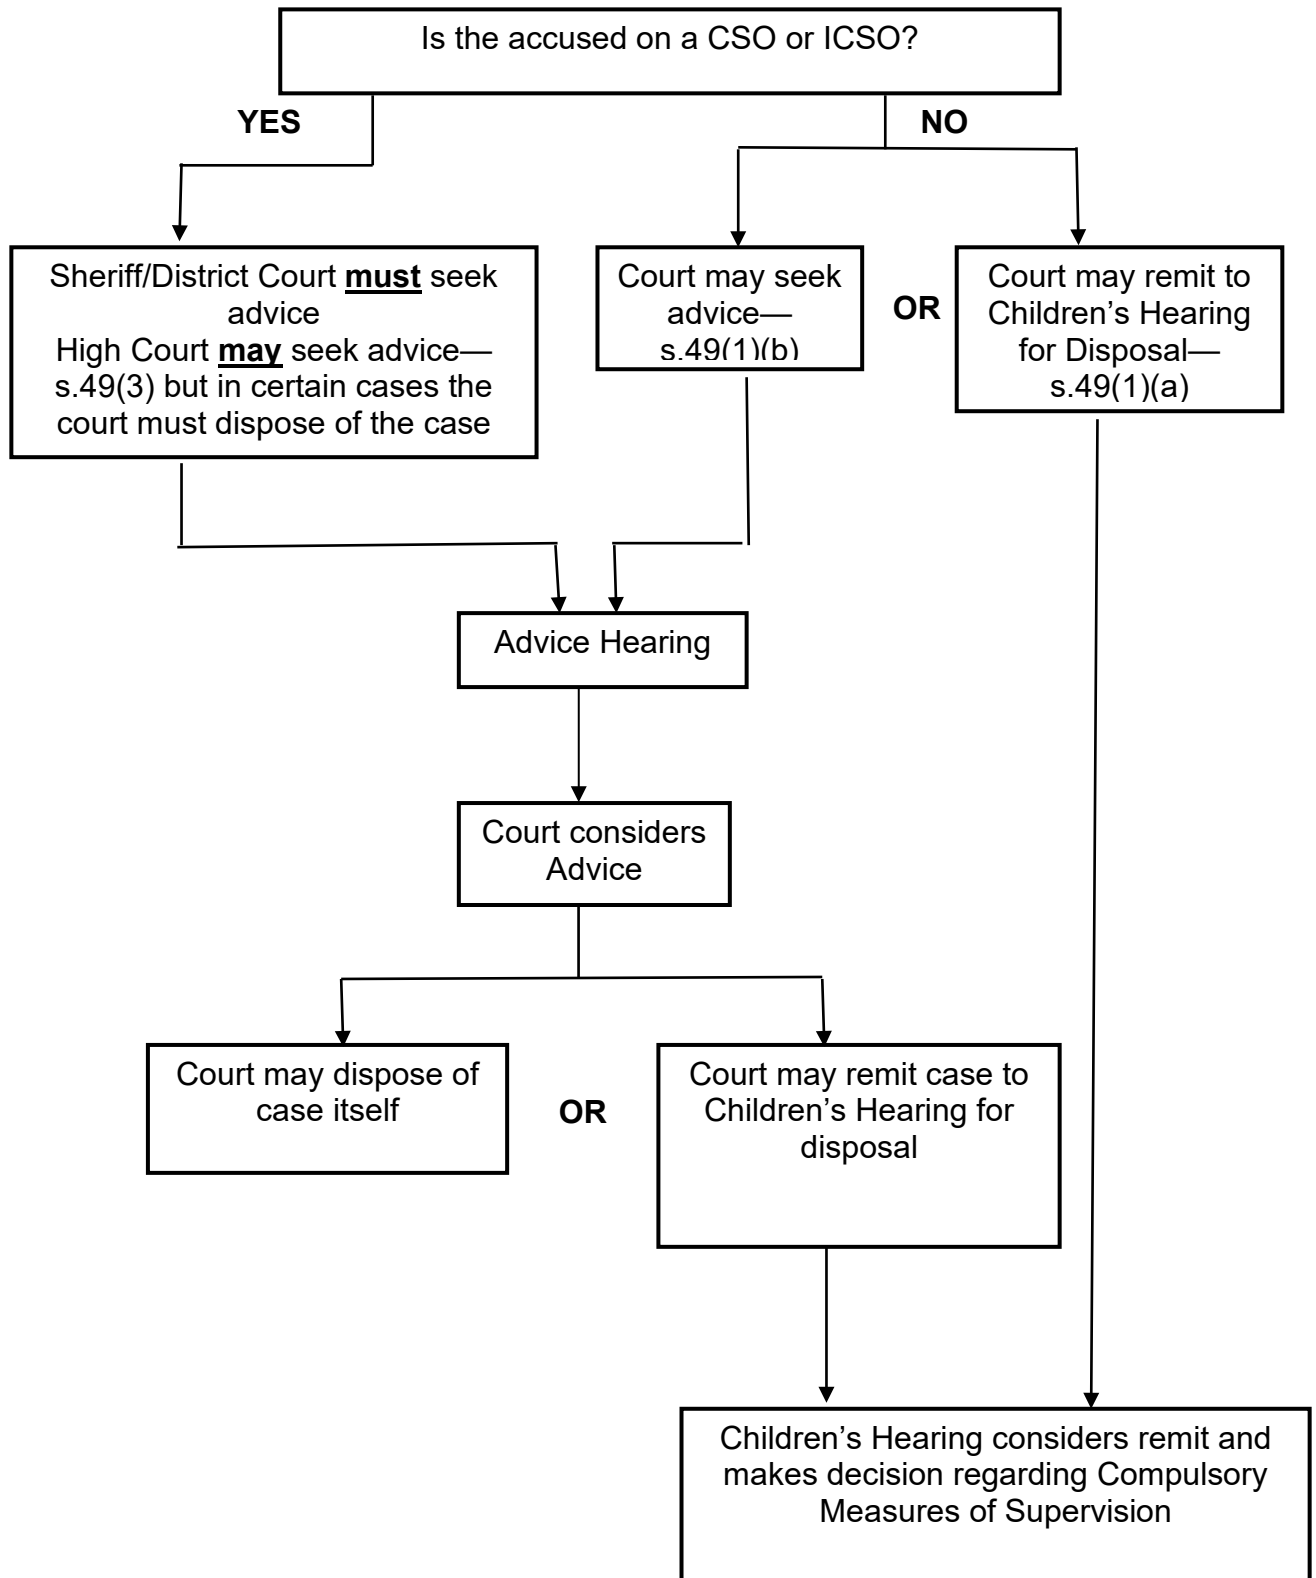 Is the accused on a CSO or ICSO?
YES
NO
Sheriff/District Court must seek
advice
High Court may seek advice—
s.49(3) but in certain cases the
court must dispose of the case
Court may seek
advice—
s.49(1)(b)
OR
Court may remit to
Children’s Hearing
for Disposal—
s.49(1)(a)
Advice Hearing
Court considers
Advice
Court may dispose of
case itself
OR
Court may remit case to
Children’s Hearing for
disposal
Children’s Hearing considers remit and
makes decision regarding Compulsory
Measures of Supervision